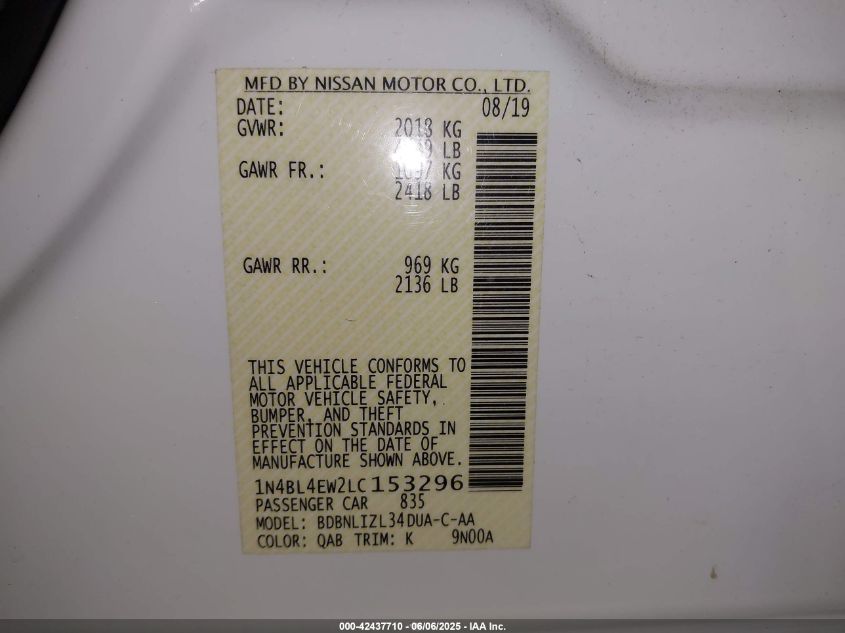 MFD BY NISSAN MOTOR CO., LTD.
DATE: 08/19
GVWR: 2018 KG
LB
GAWR FR.: KG
2418 LB
GAWR RR.: 969 KG
2136 LB
THIS VEHICLE CONFORMS TO
ALL APPLICABLE FEDERAL
MOTOR VEHICLE SAFETY,
BUMPER, AND THEFT
PREVENTION STANDARDS IN
EFFECT ON THE DATE OF
MANUFACTURE SHOWN ABOVE.
1N4BL4EW2LC153296
PASSENGER CAR 835
MODEL: BDBNLIZL34DUA-C-AA
COLOR: QAB TRIM: K 9N00A
000-42437710 - 06/06/2025 - IAA Inc.